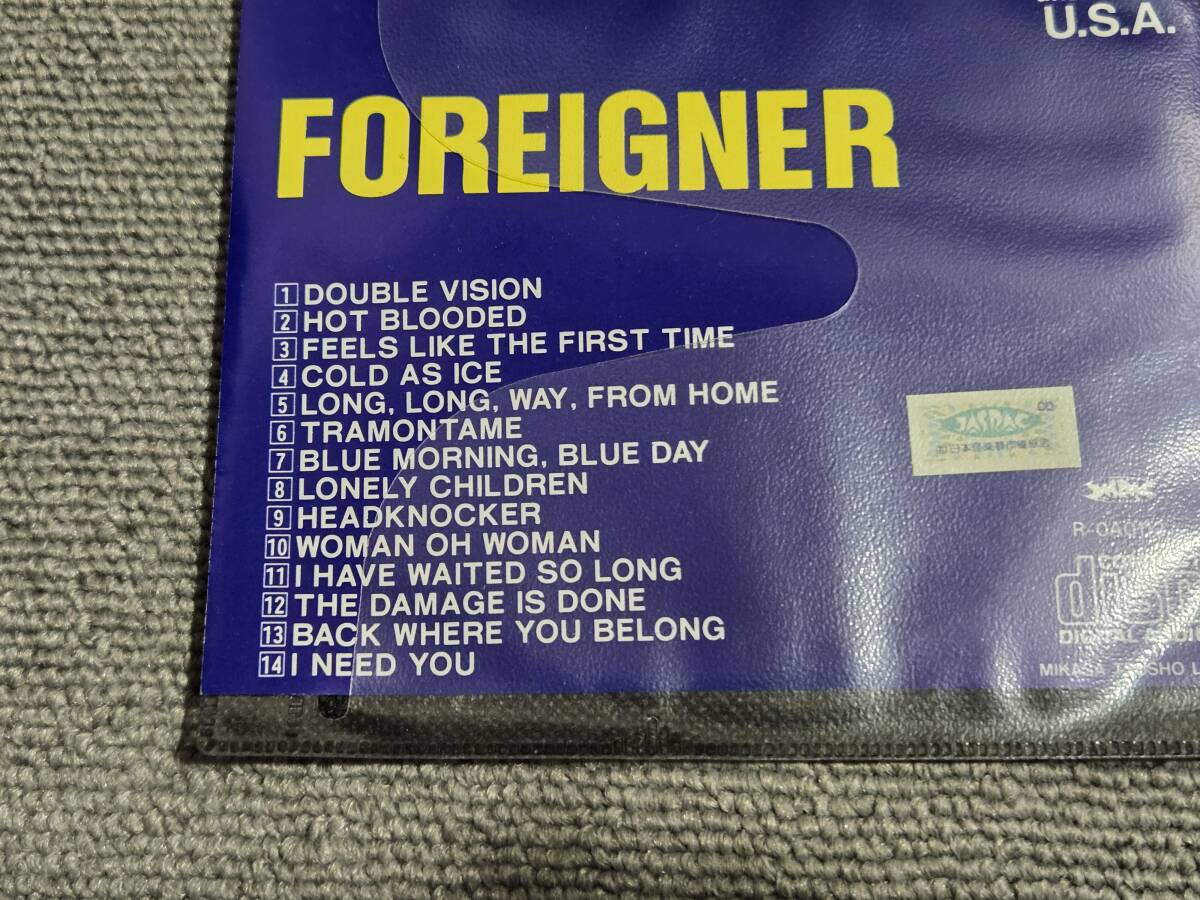 U.S.A.
FOREIGNER
1 DOUBLE VISION
2 HOT BLOODED
3 FEELS LIKE THE FIRST TIME
4 COLD AS ICE
5 LONG, LONG, WAY, FROM HOME
6 TRAMONTAME
7 BLUE MORNING, BLUE DAY
8 LONELY CHILDREN
9 HEADKNOCKER
10 WOMAN OH WOMAN
11 I HAVE WAITED SO LONG
12 THE DAMAGE IS DONE
13 BACK WHERE YOU BELONG
14 I NEED YOU
JASRAC
DIGITAL
MIKASA